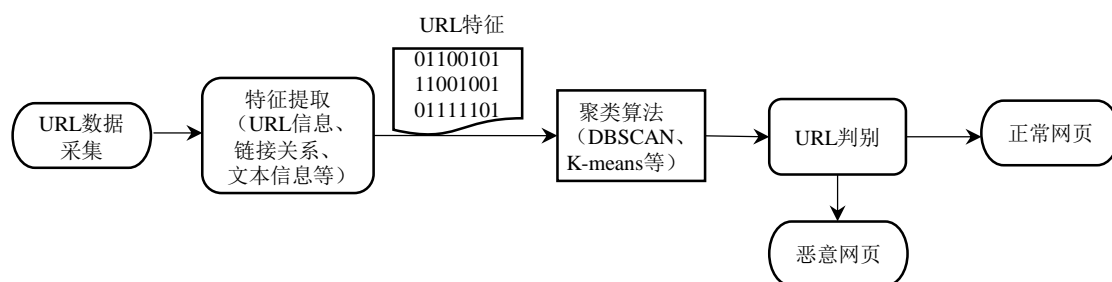 URL特征
01100101
11001001
01111101
URL数据
采集
特征提取
（URL信息、
链接关系、
文本信息等）
聚类算法
（DBSCAN、
K-means等）
URL判别
正常网页
恶意网页